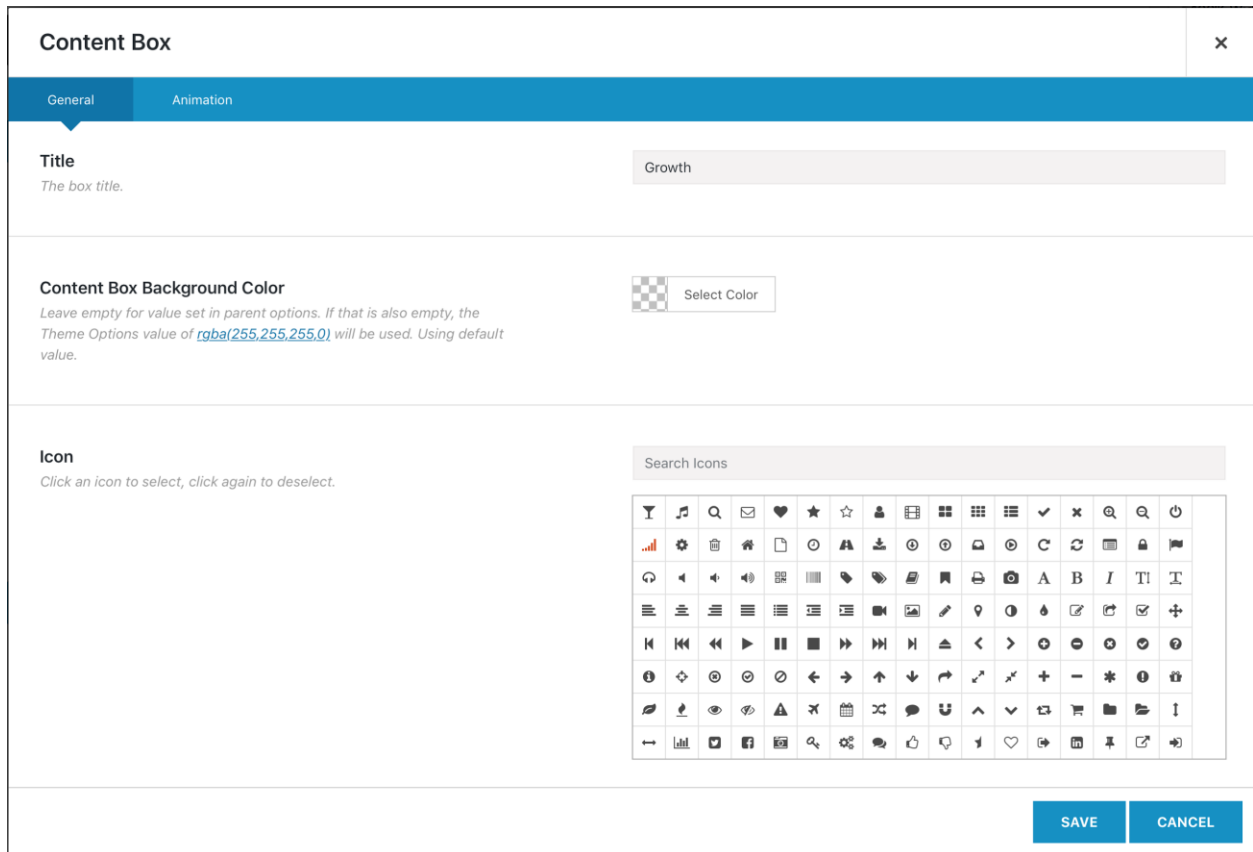 Content Box
General
Animation
Title
The box title.
Growth
Content Box Background Color
Leave empty for value set in parent options. If that is also empty, the
Theme Options value of rgba(255,255,255,0) will be used. Using default
value.
Select Color
Icon
Click an icon to select, click again to deselect.
Search Icons
SAVE
CANCEL